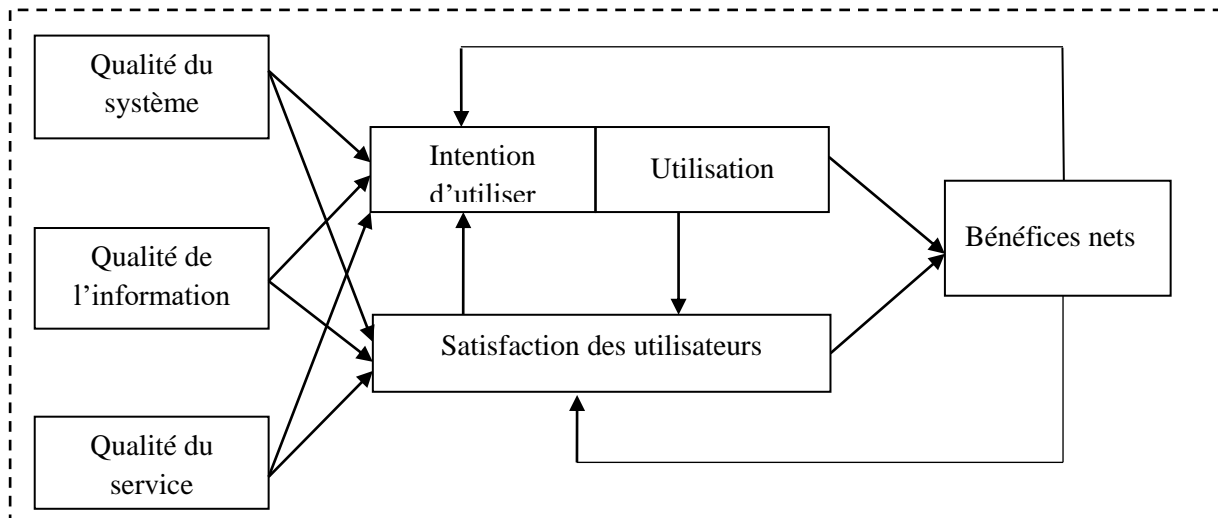 Qualité du
système
Intention
d’utiliser
Utilisation
Qualité de
l’information
Bénéfices nets
Satisfaction des utilisateurs
Qualité du
service